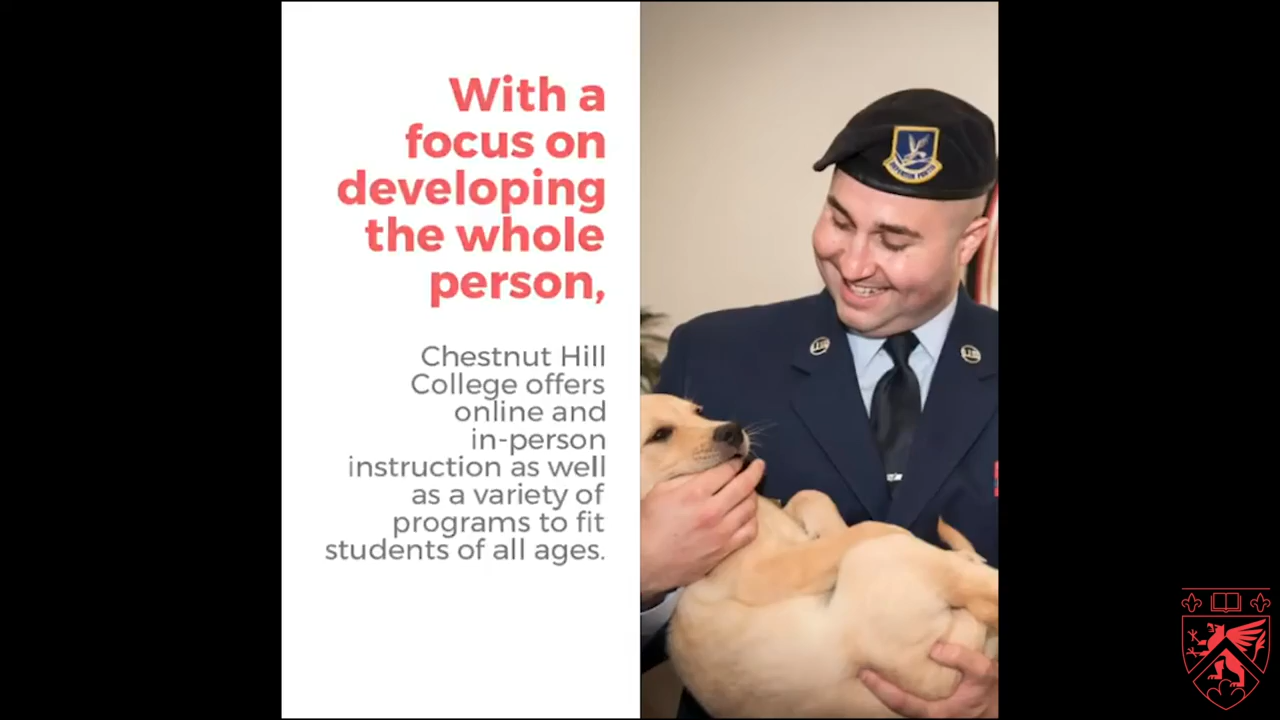 With a
focus on
developing
the whole
person,
Chestnut Hill
College offers
online and
in-person
instruction as well
as a variety of
programs to fit
students of all ages.